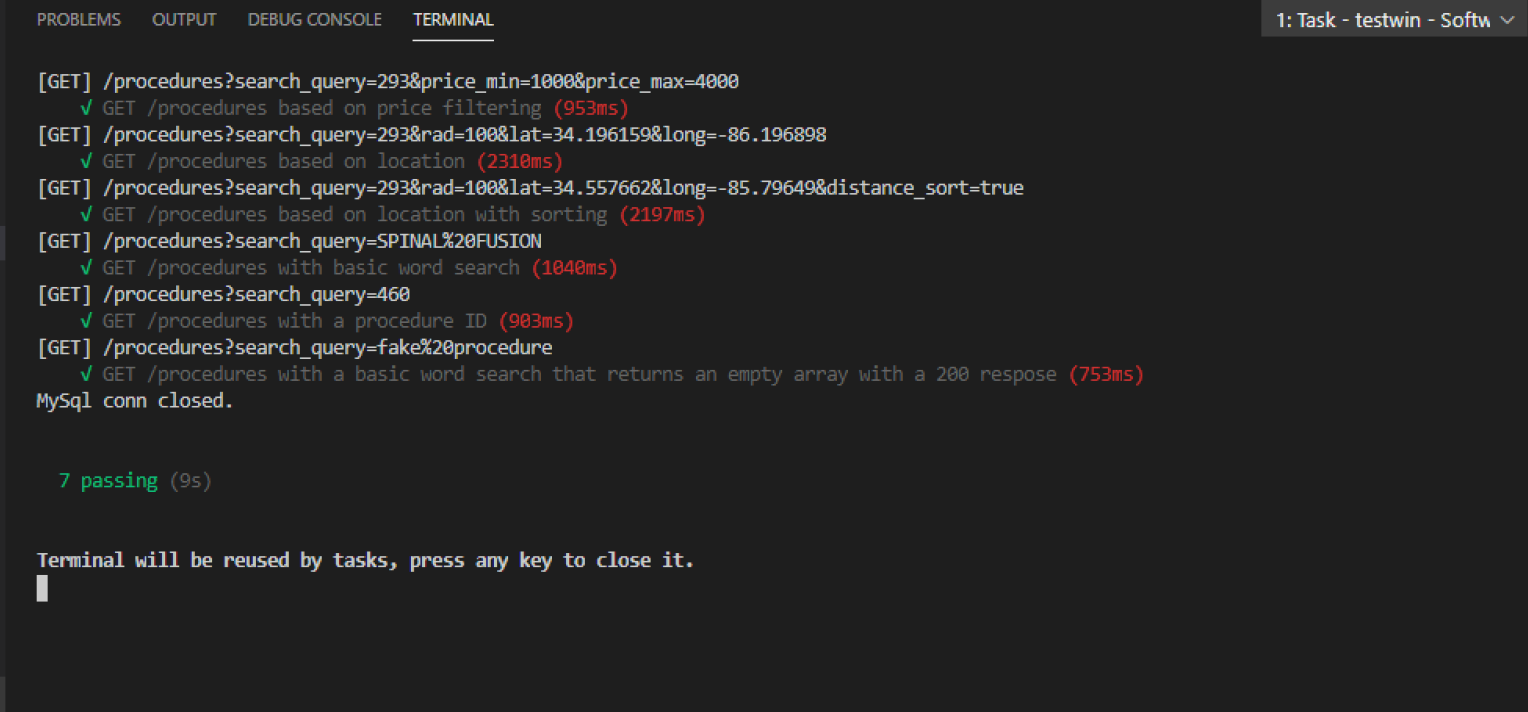 PROBLEMS OUTPUT DEBUG CONSOLE TERMINAL 1: Task - testwin - Softw
[GET] /procedures?search_query=293&price_min=1000&price_max=4000
√ GET /procedures based on price filtering (953ms)
[GET] /procedures?search_query=293&rad=100&lat=34.196159&long=-86.196898
√ GET /procedures based on location (2310ms)
[GET] /procedures?search_query=293&rad=100&lat=34.557662&long=-85.79649&distance_sort=true
√ GET /procedures based on location with sorting (2197ms)
[GET] /procedures?search_query=SPINAL%20FUSION
√ GET /procedures with basic word search (1040ms)
[GET] /procedures?search_query=460
√ GET /procedures with a procedure ID (903ms)
[GET] /procedures?search_query=fake%20procedure
√ GET /procedures with a basic word search that returns an empty array with a 200 respose (753ms)
MySql conn closed.
7 passing (9s)
Terminal will be reused by tasks, press any key to close it.